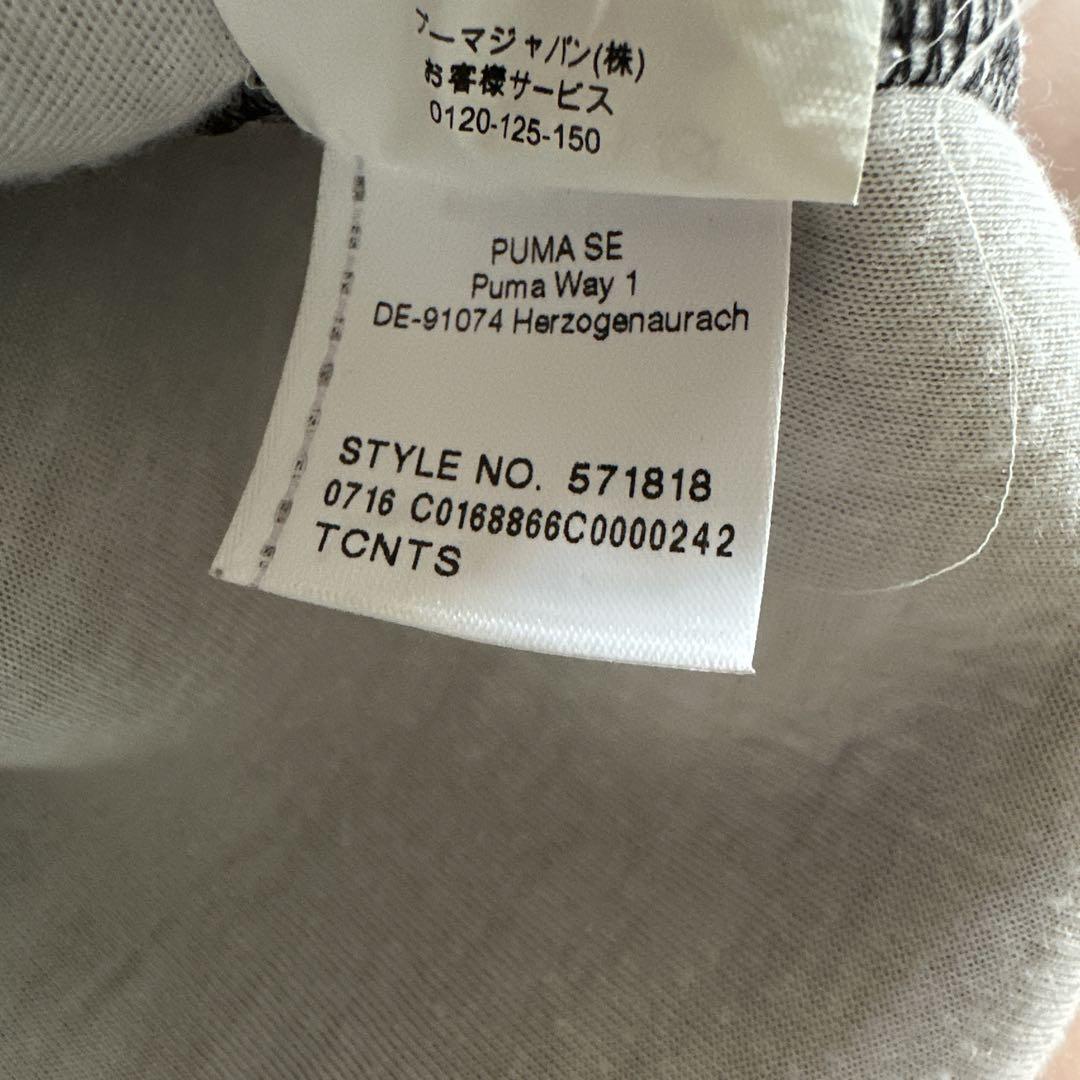 プーマジャパン(株)
お客様サービス
0120-125-150
PUMA SE
Puma Way 1
DE-91074 Herzogenaurach
STYLE NO. 571818
0716 C0168866C0000242
TCNTS